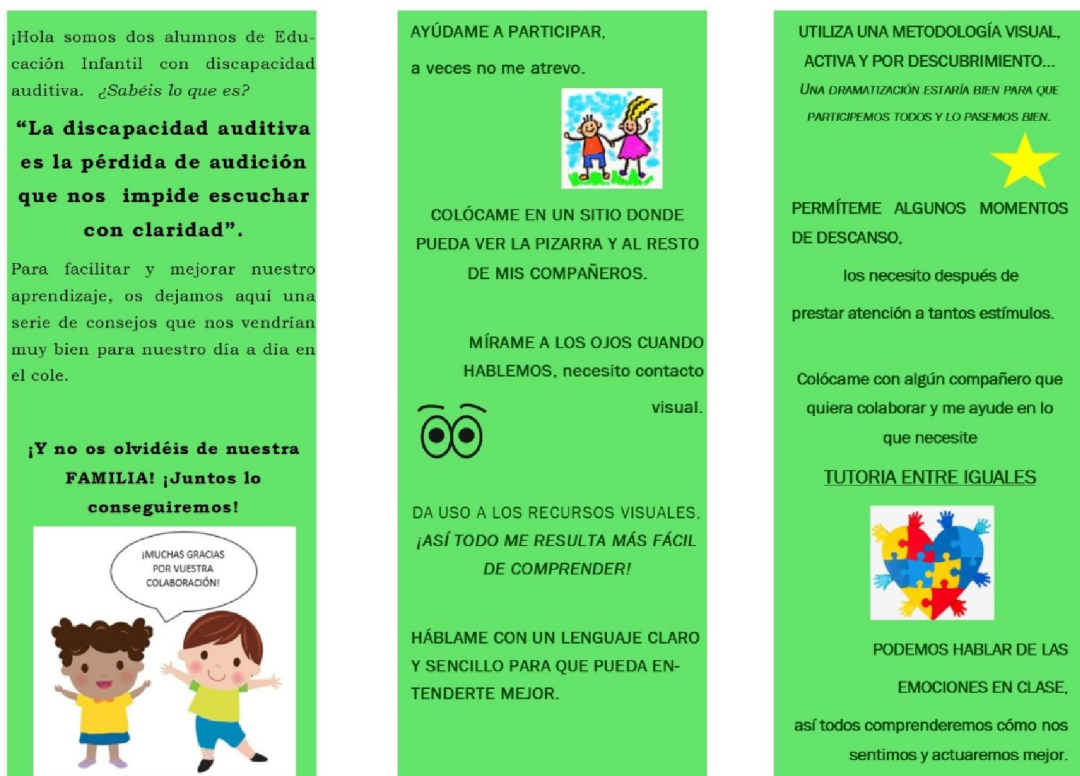 ¡Hola somos dos alumnos de Edu-
cación Infantil con discapacidad
auditiva. ¿Sabéis lo que es?
“La discapacidad auditiva
es la pérdida de audición
que nos impide escuchar
con claridad”.
Para facilitar y mejorar nuestro
aprendizaje, os dejamos aquí una
serie de consejos que nos vendrían
muy bien para nuestro día a día en
el cole.
¡Y no os olvidéis de nuestra
FAMILIA! ¡Juntos lo
conseguiremos!
¡MUCHAS GRACIAS
POR VUESTRA
COLABORACIÓN!
AYÚDAME A PARTICIPAR,
a veces no me atrevo.
COLÓCAME EN UN SITIO DONDE
PUEDA VER LA PIZARRA Y AL RESTO
DE MIS COMPAÑEROS.
MÍRAME A LOS OJOS CUANDO
HABLEMOS, necesito contacto
visual.
DA USO A LOS RECURSOS VISUALES,
¡ASÍ TODO ME RESULTA MÁS FÁCIL
DE COMPRENDER!
HÁBLAME CON UN LENGUAJE CLARO
Y SENCILLO PARA QUE PUEDA EN-
TENDERTE MEJOR.
UTILIZA UNA METODOLOGÍA VISUAL,
ACTIVA Y POR DESCUBRIMIENTO...
UNA DRAMATIZACIÓN ESTARÍA BIEN PARA QUE
PARTICIPEMOS TODOS Y LO PASEMOS BIEN.
PERMÍTEME ALGUNOS MOMENTOS
DE DESCANSO,
los necesito después de
prestar atención a tantos estímulos.
Colócame con algún compañero que
quiera colaborar y me ayude en lo
que necesite
TUTORIA ENTRE IGUALES
PODEMOS HABLAR DE LAS
EMOCIONES EN CLASE,
así todos comprenderemos cómo nos
sentimos y actuaremos mejor.